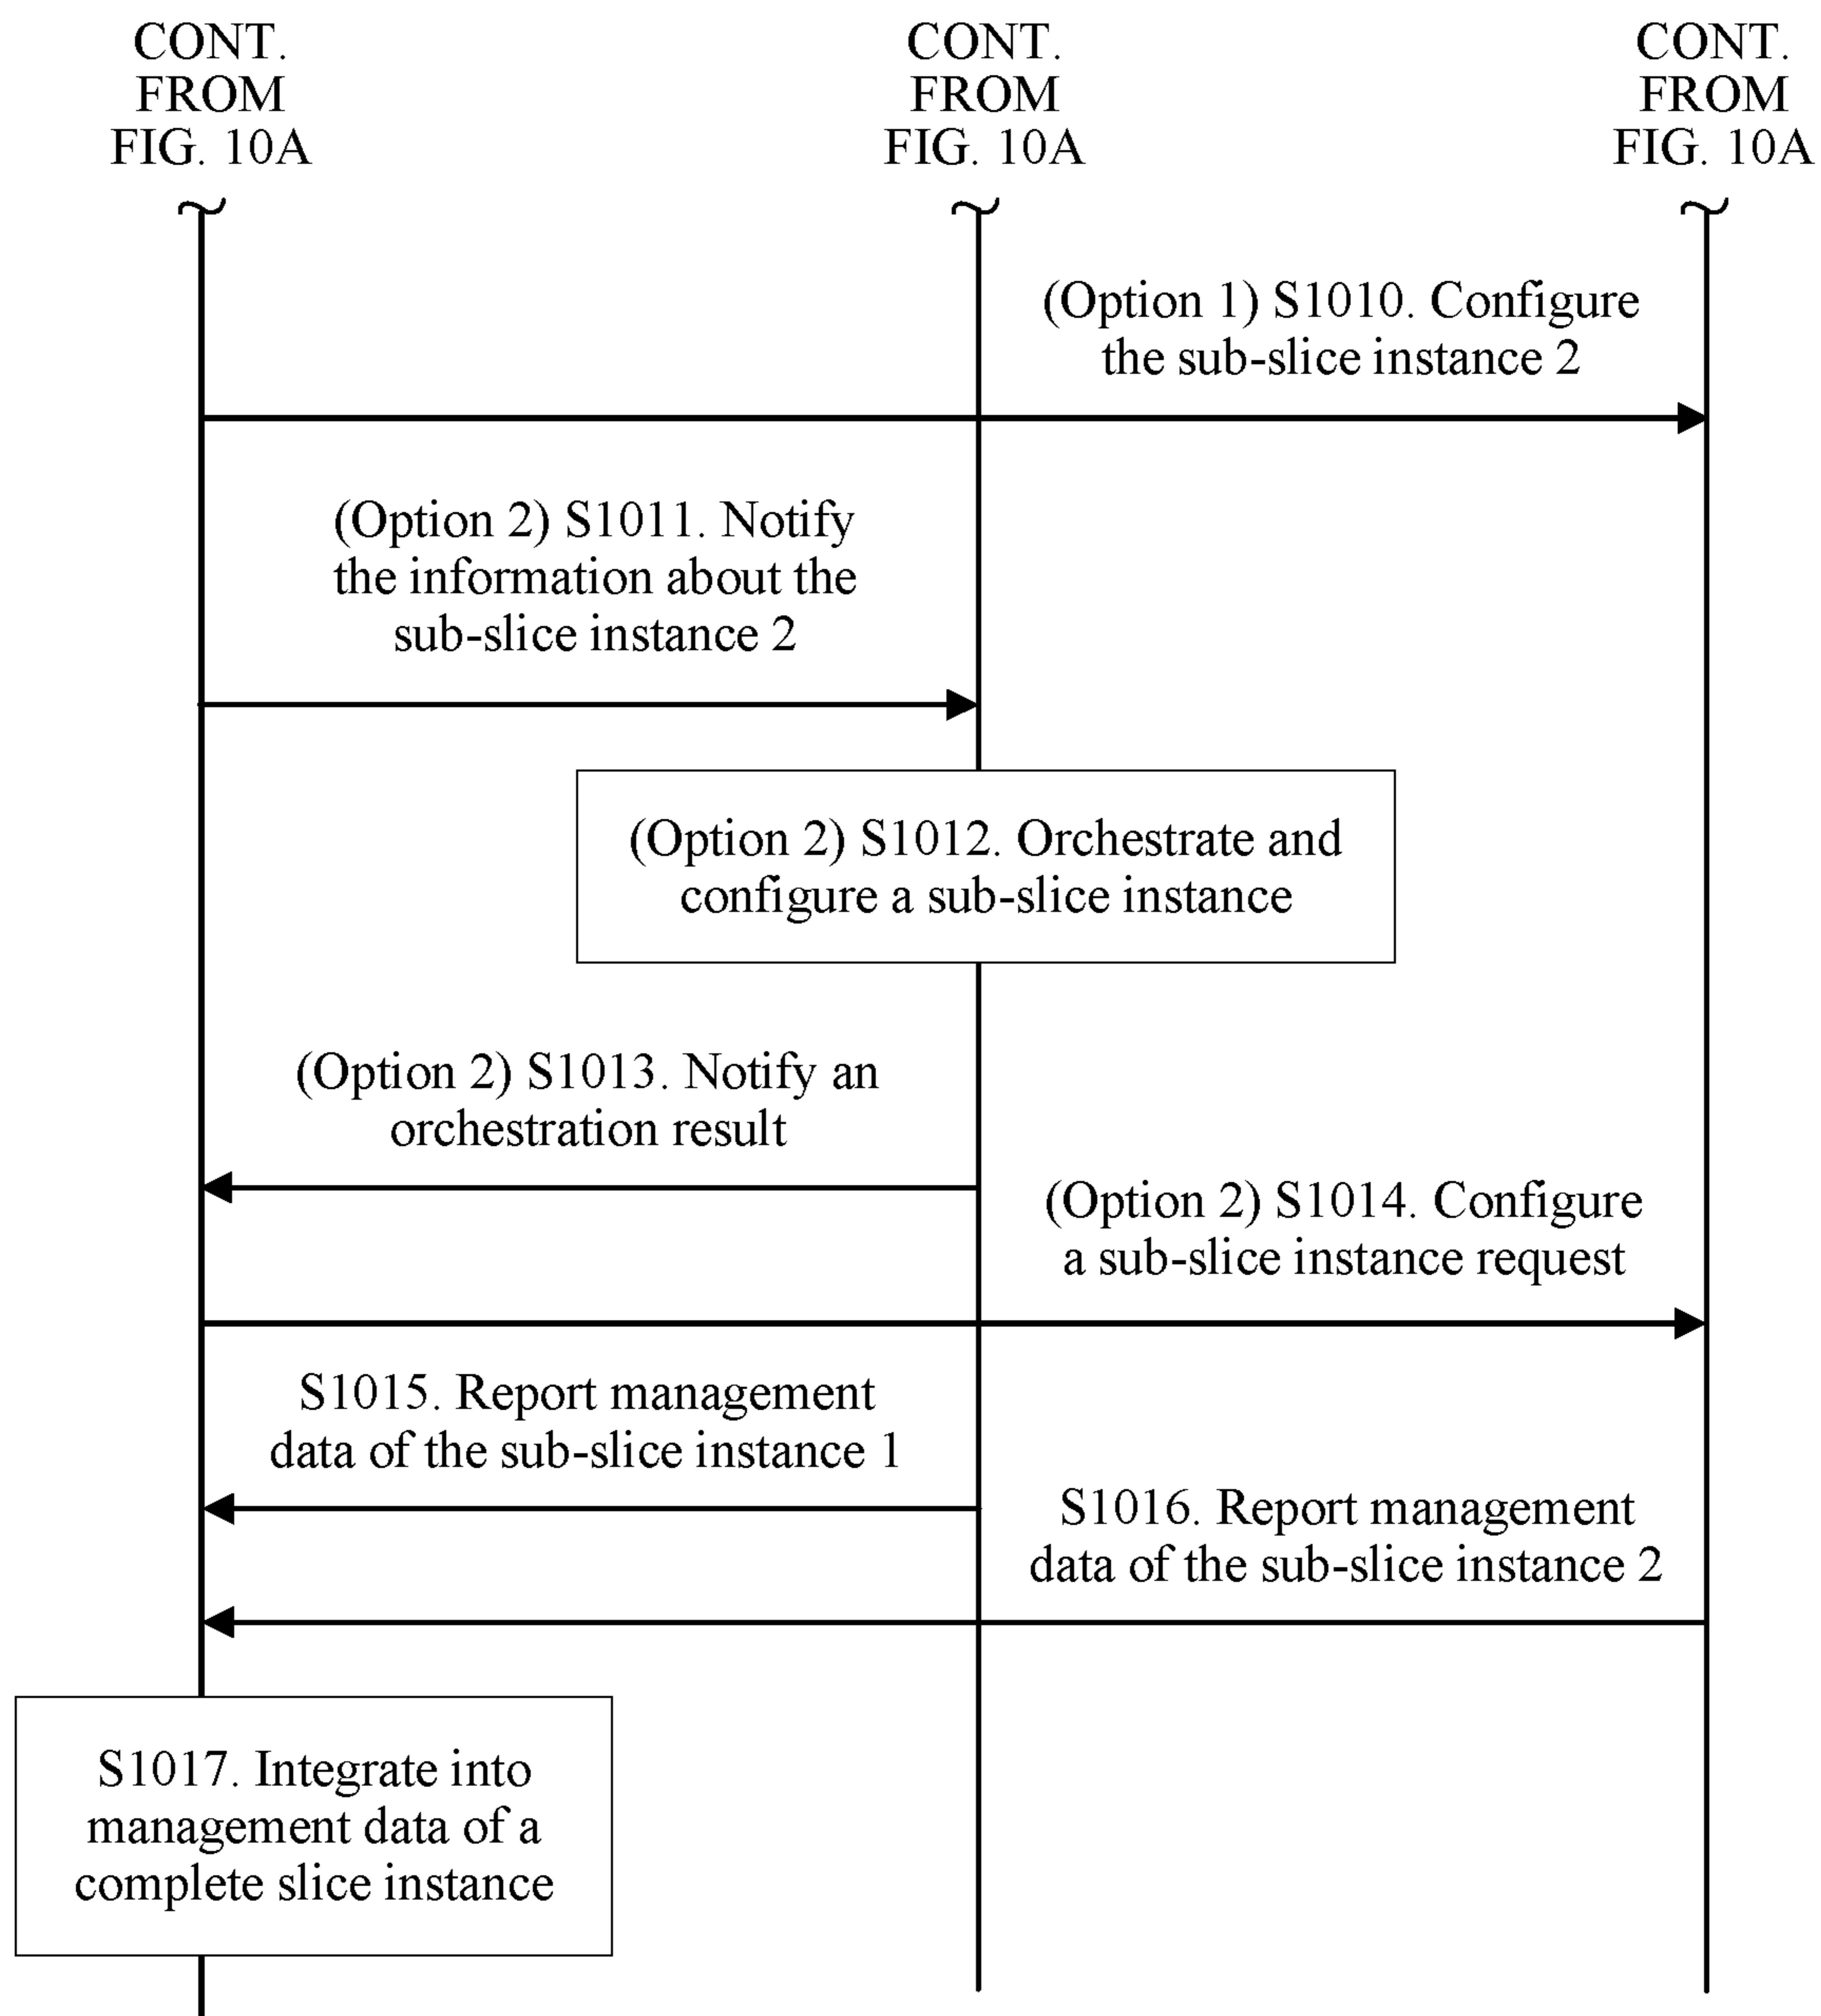 CONT.
FROM
FIG. 10A
CONT.
FROM
FIG. 10A
CONT.
FROM
FIG. 10A
(Option 1) S1010. Configure
the sub-slice instance 2
(Option 2) S1011. Notify
the information about the
sub-slice instance 2
(Option 2) S1012. Orchestrate and
configure a sub-slice instance
(Option 2) S1013. Notify an
orchestration result
(Option 2) S1014. Configure
a sub-slice instance request
S1015. Report management
data of the sub-slice instance 1
S1016. Report management
data of the sub-slice instance 2
S1017. Integrate into
management data of a
complete slice instance